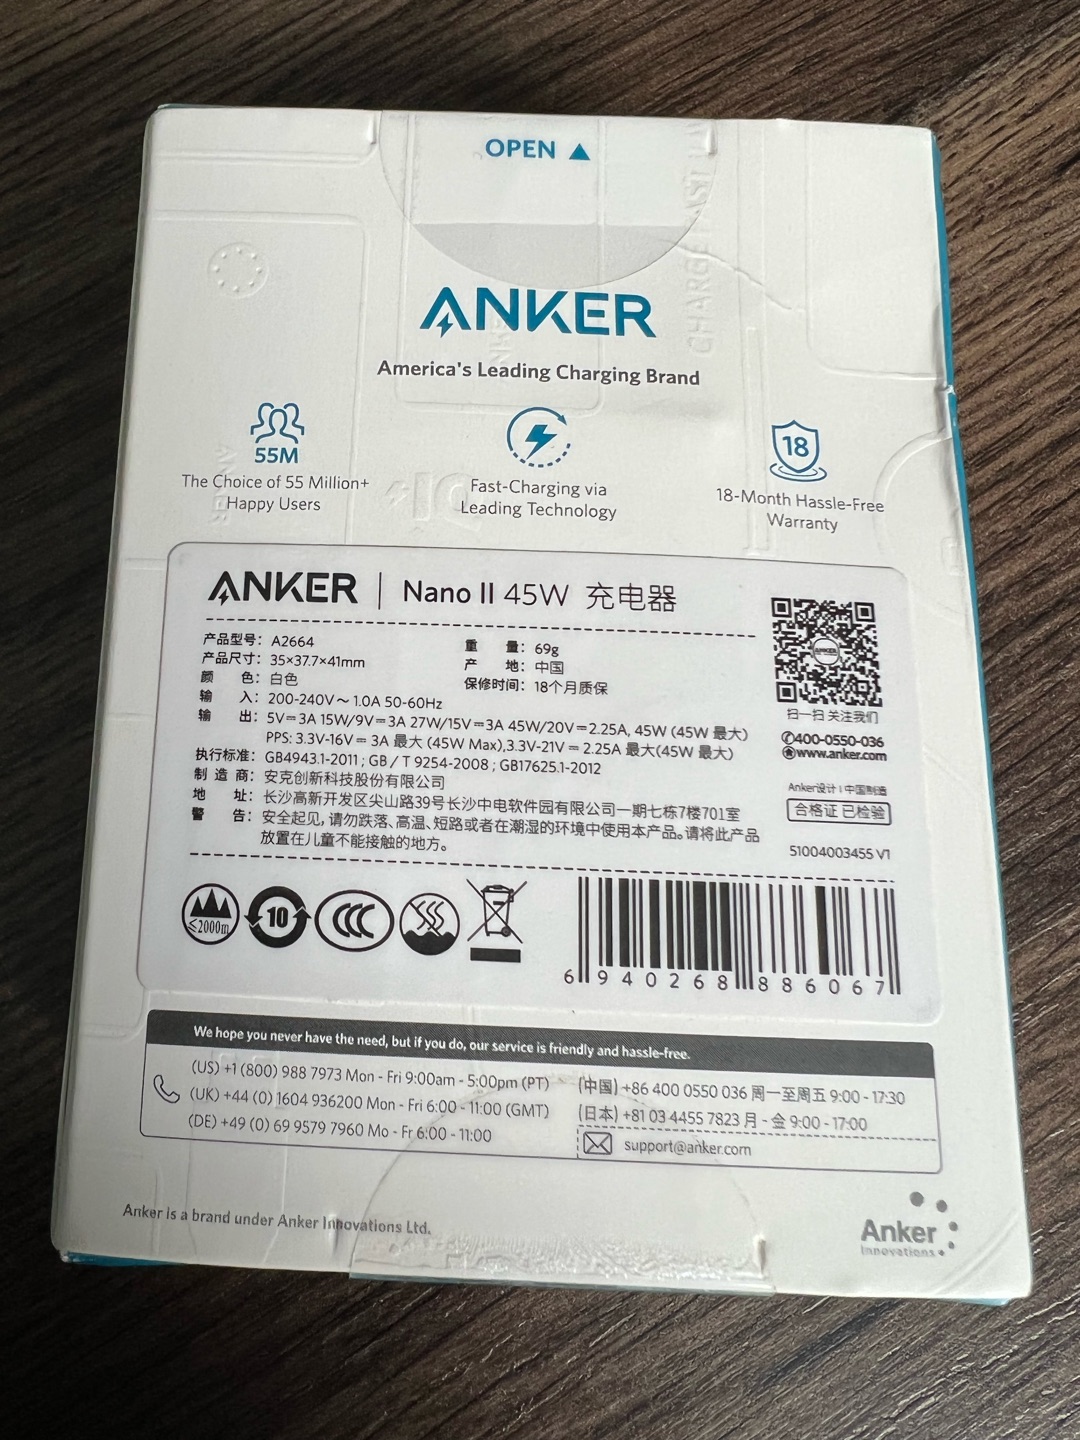 OPEN ▲
CHARGE FAST
ANKER
America's Leading Charging Brand
55M
The Choice of 55 Million+
Happy Users
Fast-Charging via
Leading Technology
18
18-Month Hassle-Free
Warranty
ANKER
IQ
ANKER | Nano II 45W 充电器
产品型号: A2664
重 量: 69g
产品尺寸: 35×37.7×41mm
产 地: 中国
颜 色: 白色
保修时间: 18个月质保
输 入: 200-240V~ 1.0A 50-60Hz
输 出: 5V⎓3A 15W/9V⎓3A 27W/15V⎓3A 45W/20V⎓2.25A, 45W (45W 最大)
PPS: 3.3V-16V⎓3A 最大 (45W Max),3.3V-21V⎓2.25A 最大(45W 最大)
执行标准: GB4943.1-2011 ; GB / T 9254-2008 ; GB17625.1-2012
制 造 商: 安克创新科技股份有限公司
地 址: 长沙高新开发区尖山路39号长沙中电软件园有限公司一期七栋7楼701室
警 告: 安全起见, 请勿跌落、高温、短路或者在潮湿的环境中使用本产品。请将此产品
放置在儿童不能接触的地方。
ANKER
扫一扫 关注我们
400-0550-036
www.anker.com
Anker设计 | 中国制造
合格证 已检验
51004003455 V1
≤2000m
10
CCC
6 940268 886067
We hope you never have the need, but if you do, our service is friendly and hassle-free.
(US) +1 (800) 988 7973 Mon - Fri 9:00am - 5:00pm (PT)
(UK) +44 (0) 1604 936200 Mon - Fri 6:00 - 11:00 (GMT)
(DE) +49 (0) 69 9579 7960 Mo - Fr 6:00 - 11:00
(中国) +86 400 0550 036 周一至周五 9:00 - 17:30
(日本) +81 03 4455 7823 月 - 金 9:00 - 17:00
support@anker.com
Anker is a brand under Anker Innovations Ltd.
Anker
Innovations